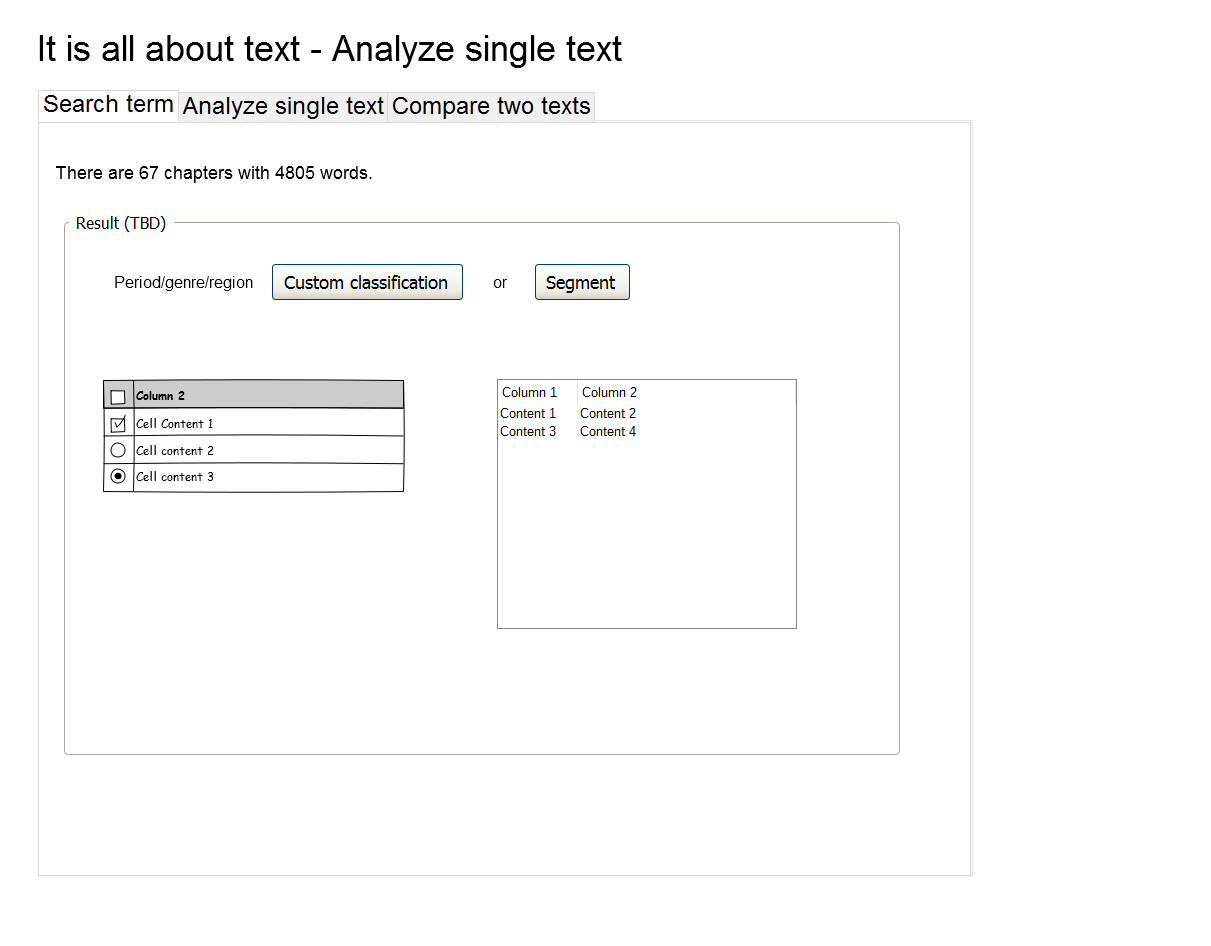 It is all about text - Analyze single text
Search term Analyze single text Compare two texts
There are 67 chapters with 4805 words.
Result (TBD)
Period/genre/region Custom classification or Segment
Column 2
Cell Content 1
Cell content 2
Cell content 3
Column 1 Column 2
Content 1 Content 2
Content 3 Content 4